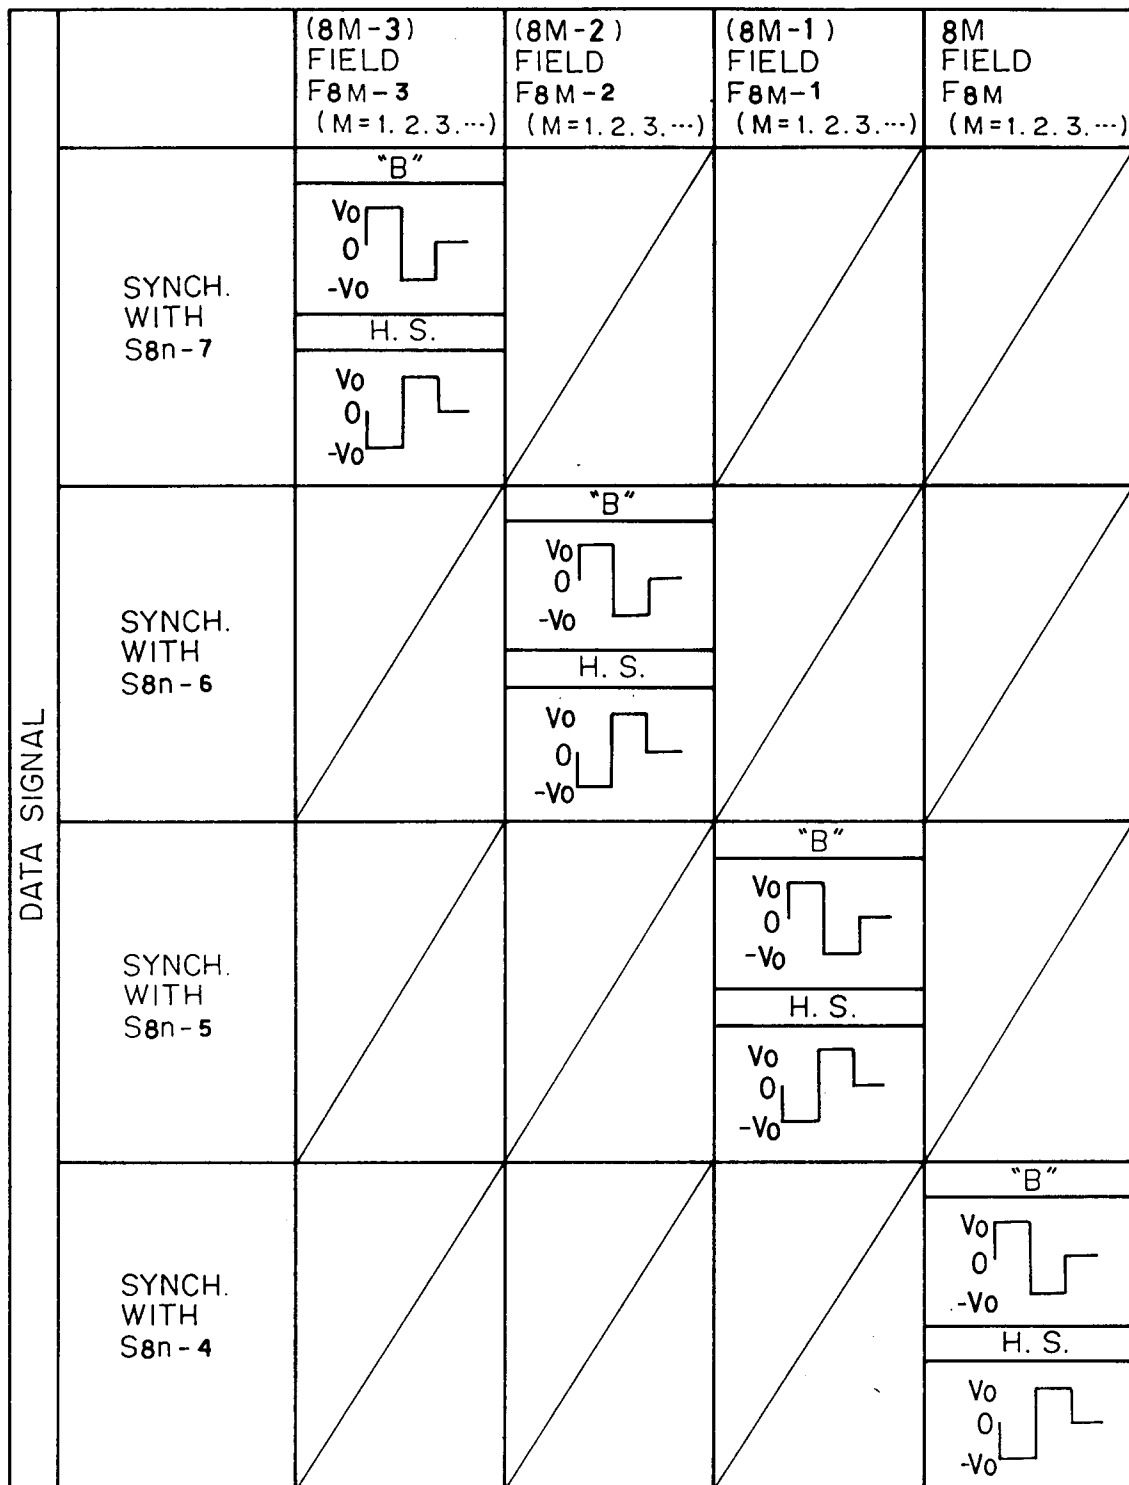 (8M-3)
FIELD
F8M-3
(M=1.2.3.···)
(8M-2)
FIELD
F8M-2
(M=1.2.3.···)
(8M-1)
FIELD
F8M-1
(M=1.2.3.···)
8M
FIELD
F8M
(M=1.2.3.···)
DATA SIGNAL
SYNCH.
WITH
S8n-7
"B"
Vo
0
-Vo
H. S.
Vo
0
-Vo
SYNCH.
WITH
S8n-6
"B"
Vo
0
-Vo
H. S.
Vo
0
-Vo
SYNCH.
WITH
S8n-5
"B"
Vo
0
-Vo
H. S.
Vo
0
-Vo
SYNCH.
WITH
S8n-4
"B"
Vo
0
-Vo
H. S.
Vo
0
-Vo